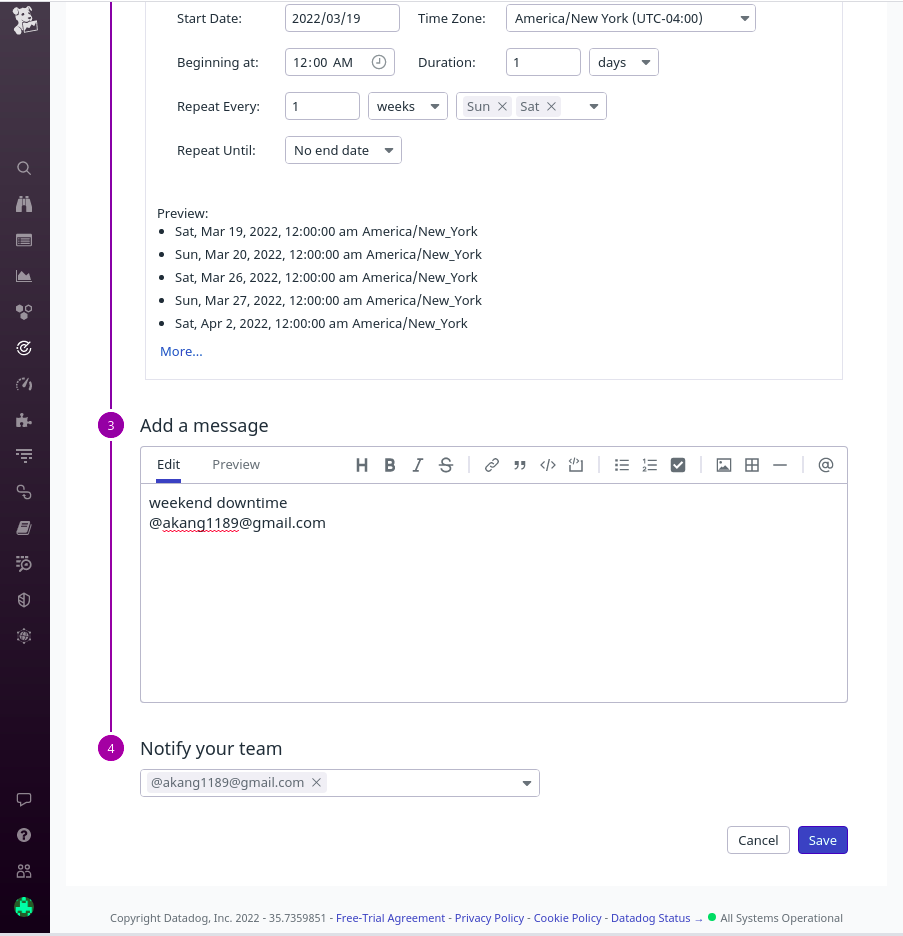 Start Date: 2022/03/19 Time Zone: America/New York (UTC-04:00)
Beginning at: 12:00 AM Duration: 1 days
Repeat Every: 1 weeks Sun Sat
Repeat Until: No end date
Preview:
Sat, Mar 19, 2022, 12:00:00 am America/New_York
Sun, Mar 20, 2022, 12:00:00 am America/New_York
Sat, Mar 26, 2022, 12:00:00 am America/New_York
Sun, Mar 27, 2022, 12:00:00 am America/New_York
Sat, Apr 2, 2022, 12:00:00 am America/New_York
More...
3 Add a message
Edit Preview H B I S @
weekend downtime
@akang1189@gmail.com
4 Notify your team
@akang1189@gmail.com
Cancel Save
Copyright Datadog, Inc. 2022 - 35.7359851 - Free-Trial Agreement - Privacy Policy - Cookie Policy - Datadog Status → All Systems Operational